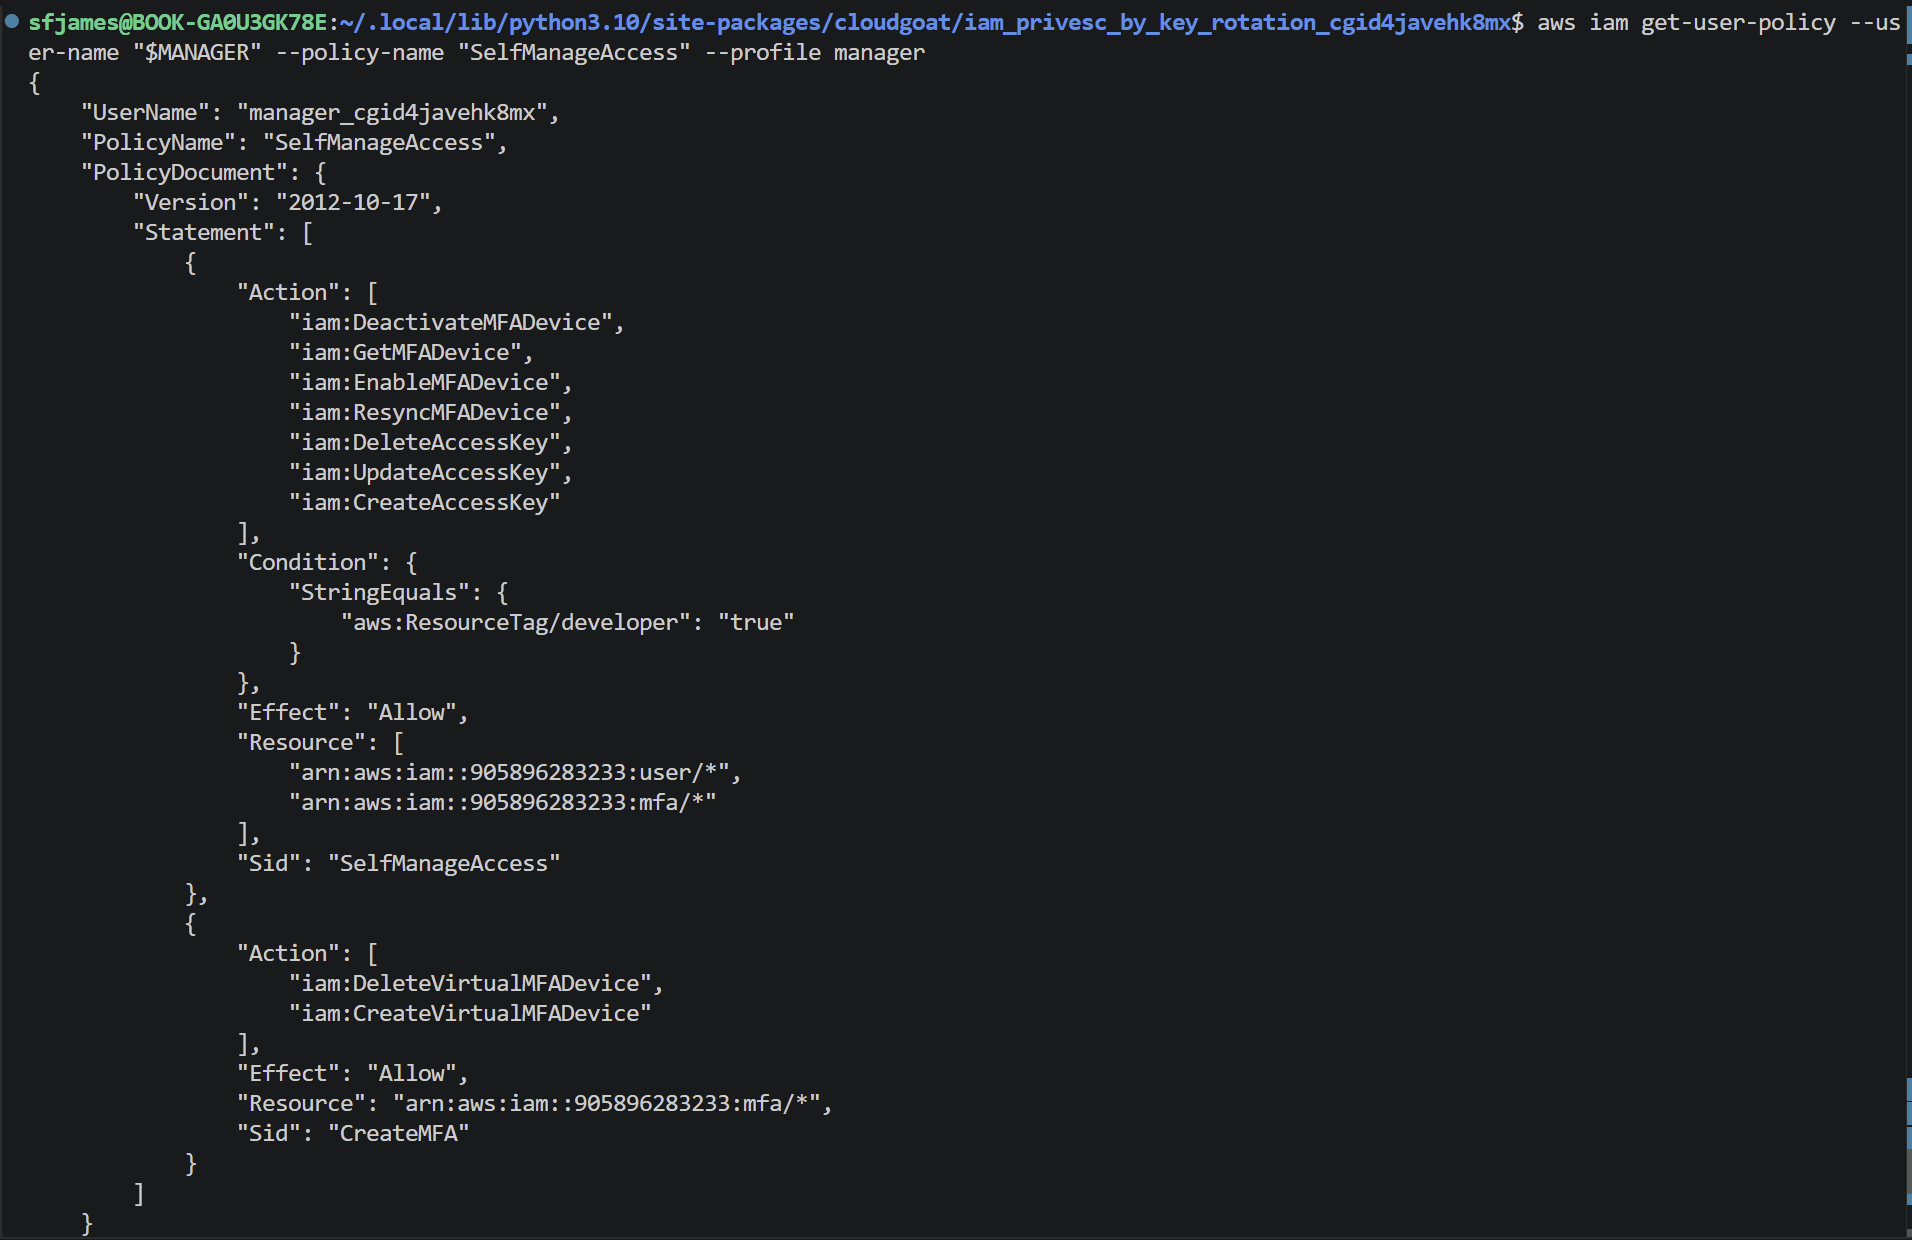 sfjames@BOOK-GA0U3GK78E:~/.local/lib/python3.10/site-packages/cloudgoat/iam_privesc_by_key_rotation_cgid4javehk8mx$ aws iam get-user-policy --us
er-name "$MANAGER" --policy-name "SelfManageAccess" --profile manager
{
    "UserName": "manager_cgid4javehk8mx",
    "PolicyName": "SelfManageAccess",
    "PolicyDocument": {
        "Version": "2012-10-17",
        "Statement": [
            {
                "Action": [
                    "iam:DeactivateMFADevice",
                    "iam:GetMFADevice",
                    "iam:EnableMFADevice",
                    "iam:ResyncMFADevice",
                    "iam:DeleteAccessKey",
                    "iam:UpdateAccessKey",
                    "iam:CreateAccessKey"
                ],
                "Condition": {
                    "StringEquals": {
                        "aws:ResourceTag/developer": "true"
                    }
                },
                "Effect": "Allow",
                "Resource": [
                    "arn:aws:iam::905896283233:user/*",
                    "arn:aws:iam::905896283233:mfa/*"
                ],
                "Sid": "SelfManageAccess"
            },
            {
                "Action": [
                    "iam:DeleteVirtualMFADevice",
                    "iam:CreateVirtualMFADevice"
                ],
                "Effect": "Allow",
                "Resource": "arn:aws:iam::905896283233:mfa/*",
                "Sid": "CreateMFA"
            }
        ]
    }